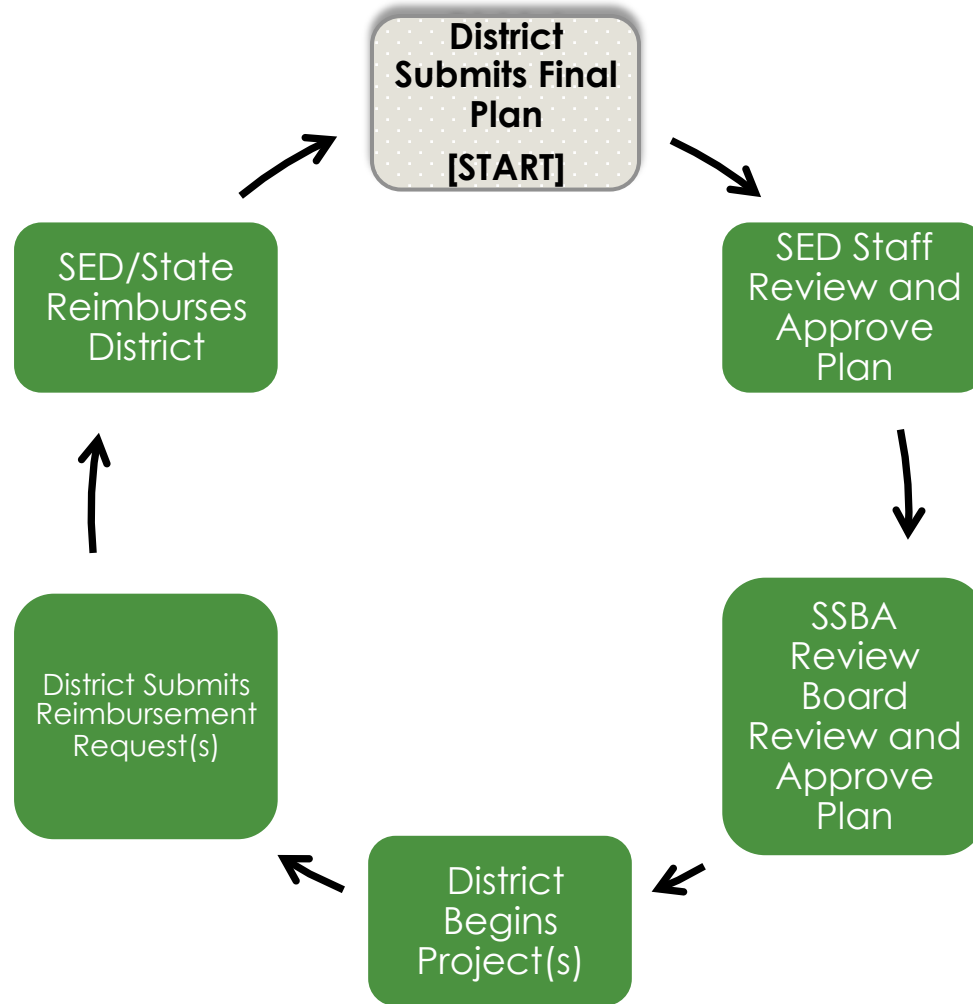 District
Submits Final
Plan
[START]
SED Staff
Review and
Approve
Plan
SSBA
Review
Board
Review and
Approve
Plan
District
Begins
Project(s)
District Submits
Reimbursement
Request(s)
SED/State
Reimburses
District